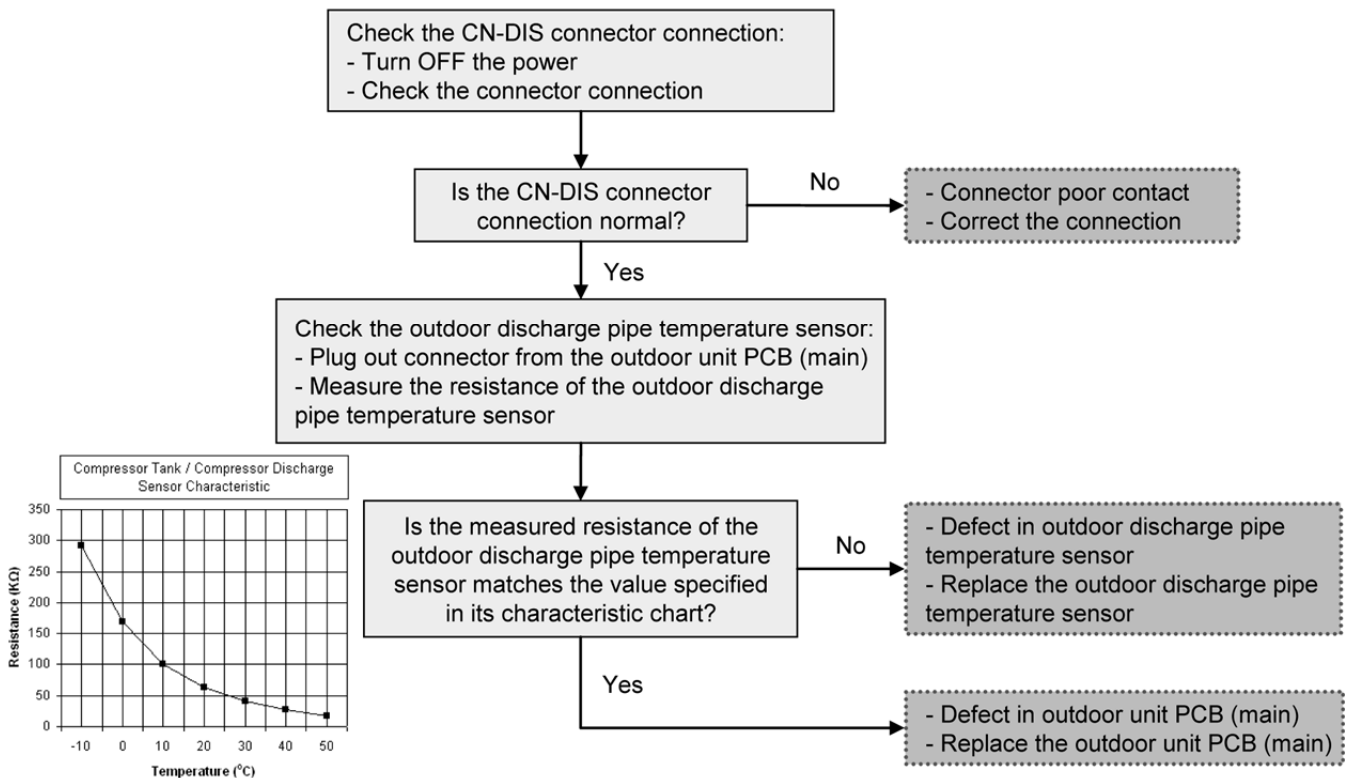 Check the CN-DIS connector connection:
- Turn OFF the power
- Check the connector connection
Is the CN-DIS connector
connection normal?
No
- Connector poor contact
- Correct the connection
Yes
Check the outdoor discharge pipe temperature sensor:
- Plug out connector from the outdoor unit PCB (main)
- Measure the resistance of the outdoor discharge
pipe temperature sensor
Compressor Tank / Compressor Discharge
Sensor Characteristic
Resistance (KΩ)
350
300
250
200
150
100
50
0
-10 0 10 20 30 40 50
Temperature (°C)
Is the measured resistance of the
outdoor discharge pipe temperature
sensor matches the value specified
in its characteristic chart?
No
- Defect in outdoor discharge pipe
temperature sensor
- Replace the outdoor discharge pipe
temperature sensor
Yes
- Defect in outdoor unit PCB (main)
- Replace the outdoor unit PCB (main)